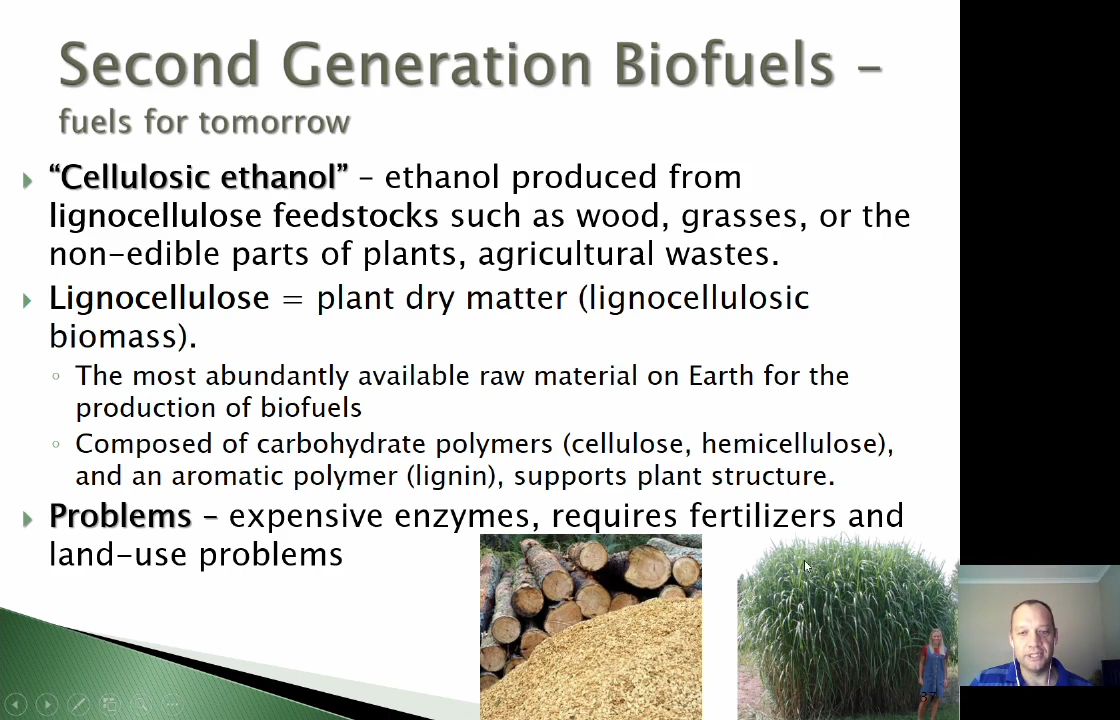 Second Generation Biofuels –
fuels for tomorrow
“Cellulosic ethanol” – ethanol produced from
lignocellulose feedstocks such as wood, grasses, or the
non-edible parts of plants, agricultural wastes.
Lignocellulose = plant dry matter (lignocellulosic
biomass).
The most abundantly available raw material on Earth for the
production of biofuels
Composed of carbohydrate polymers (cellulose, hemicellulose),
and an aromatic polymer (lignin), supports plant structure.
Problems – expensive enzymes, requires fertilizers and
land-use problems
37